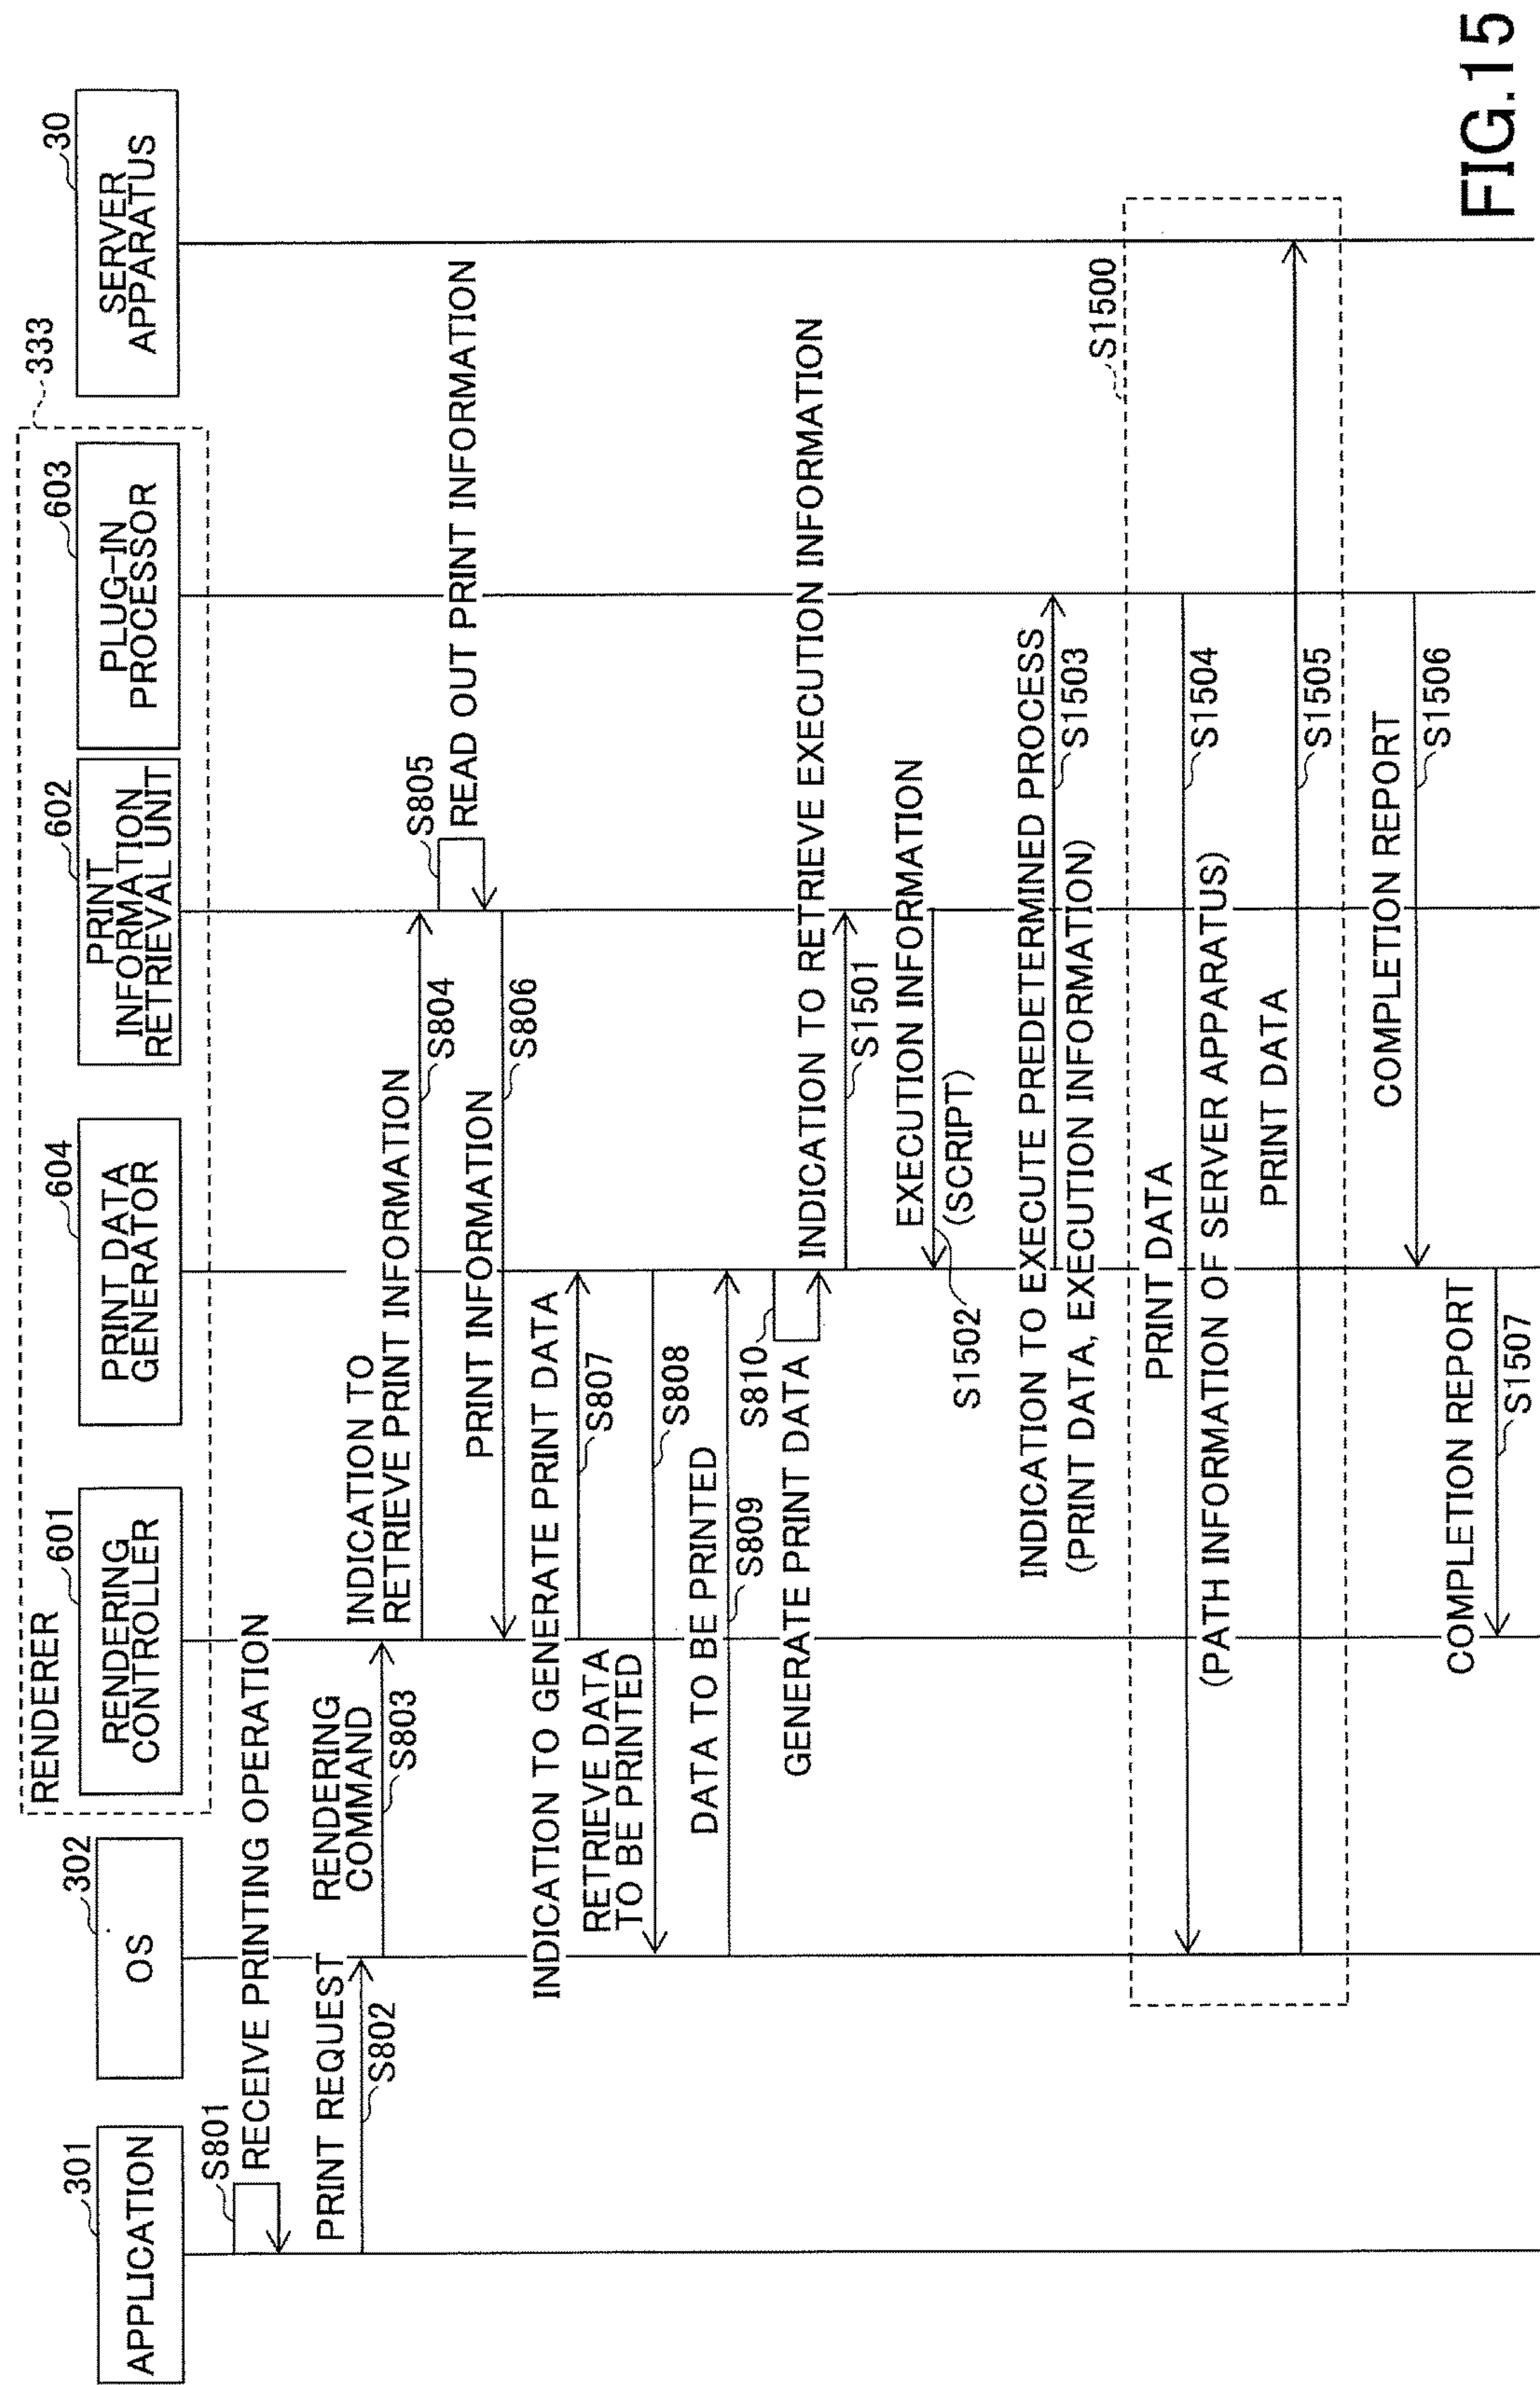 FIG.15
301
APPLICATION
302
OS
RENDERER
333
601
RENDERING
CONTROLLER
604
PRINT DATA
GENERATOR
602
PRINT
INFORMATION
RETRIEVAL UNIT
603
PLUG-IN
PROCESSOR
30
SERVER
APPARATUS
S801
RECEIVE PRINTING OPERATION
PRINT REQUEST
S802
RENDERING
COMMAND
S803
INDICATION TO
RETRIEVE PRINT INFORMATION
S804
S805
READ OUT PRINT INFORMATION
PRINT INFORMATION
S806
INDICATION TO GENERATE PRINT DATA
S807
RETRIEVE DATA
TO BE PRINTED
S808
DATA TO BE PRINTED
S809
S810
GENERATE PRINT DATA
INDICATION TO RETRIEVE EXECUTION INFORMATION
S1501
EXECUTION INFORMATION
(SCRIPT)
S1502
INDICATION TO EXECUTE PREDETERMINED PROCESS
(PRINT DATA, EXECUTION INFORMATION)
S1503
S1500
PRINT DATA
(PATH INFORMATION OF SERVER APPARATUS)
S1504
PRINT DATA
S1505
COMPLETION REPORT
S1506
COMPLETION REPORT
S1507